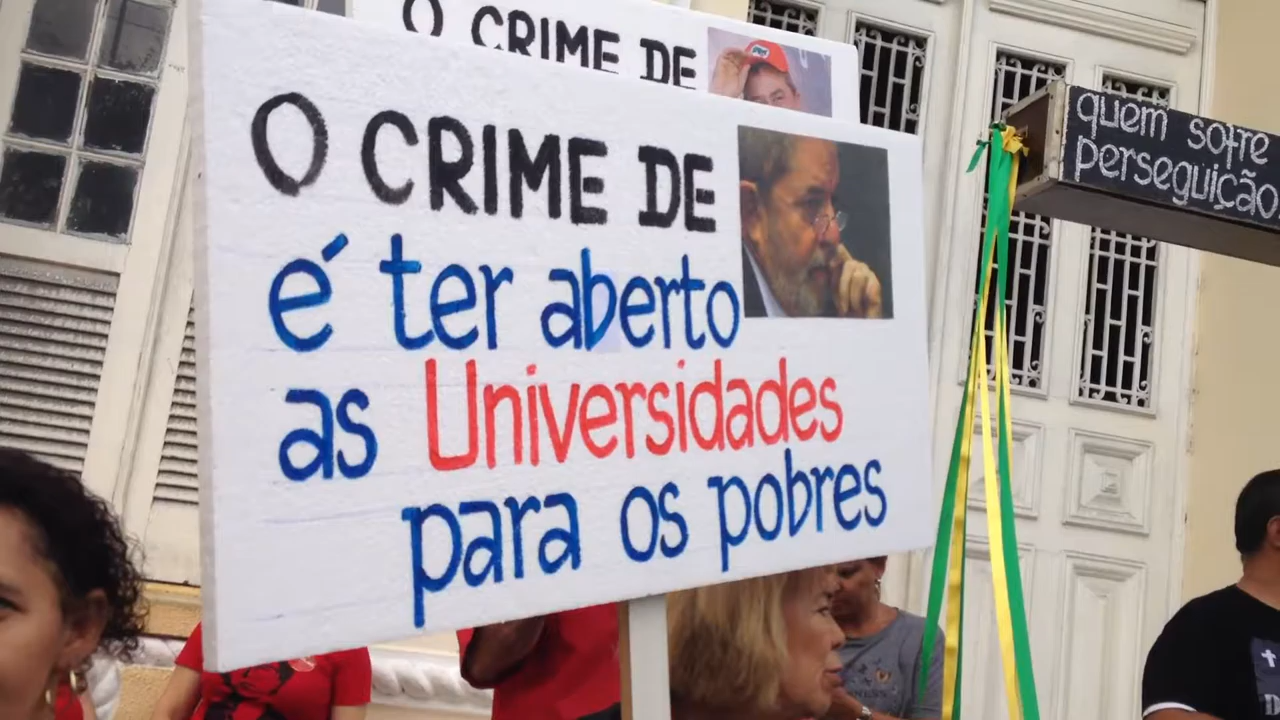 O CRIME DE
O CRIME DE
é ter aberto
as Universidades
para os pobres
quem sofre
perseguição